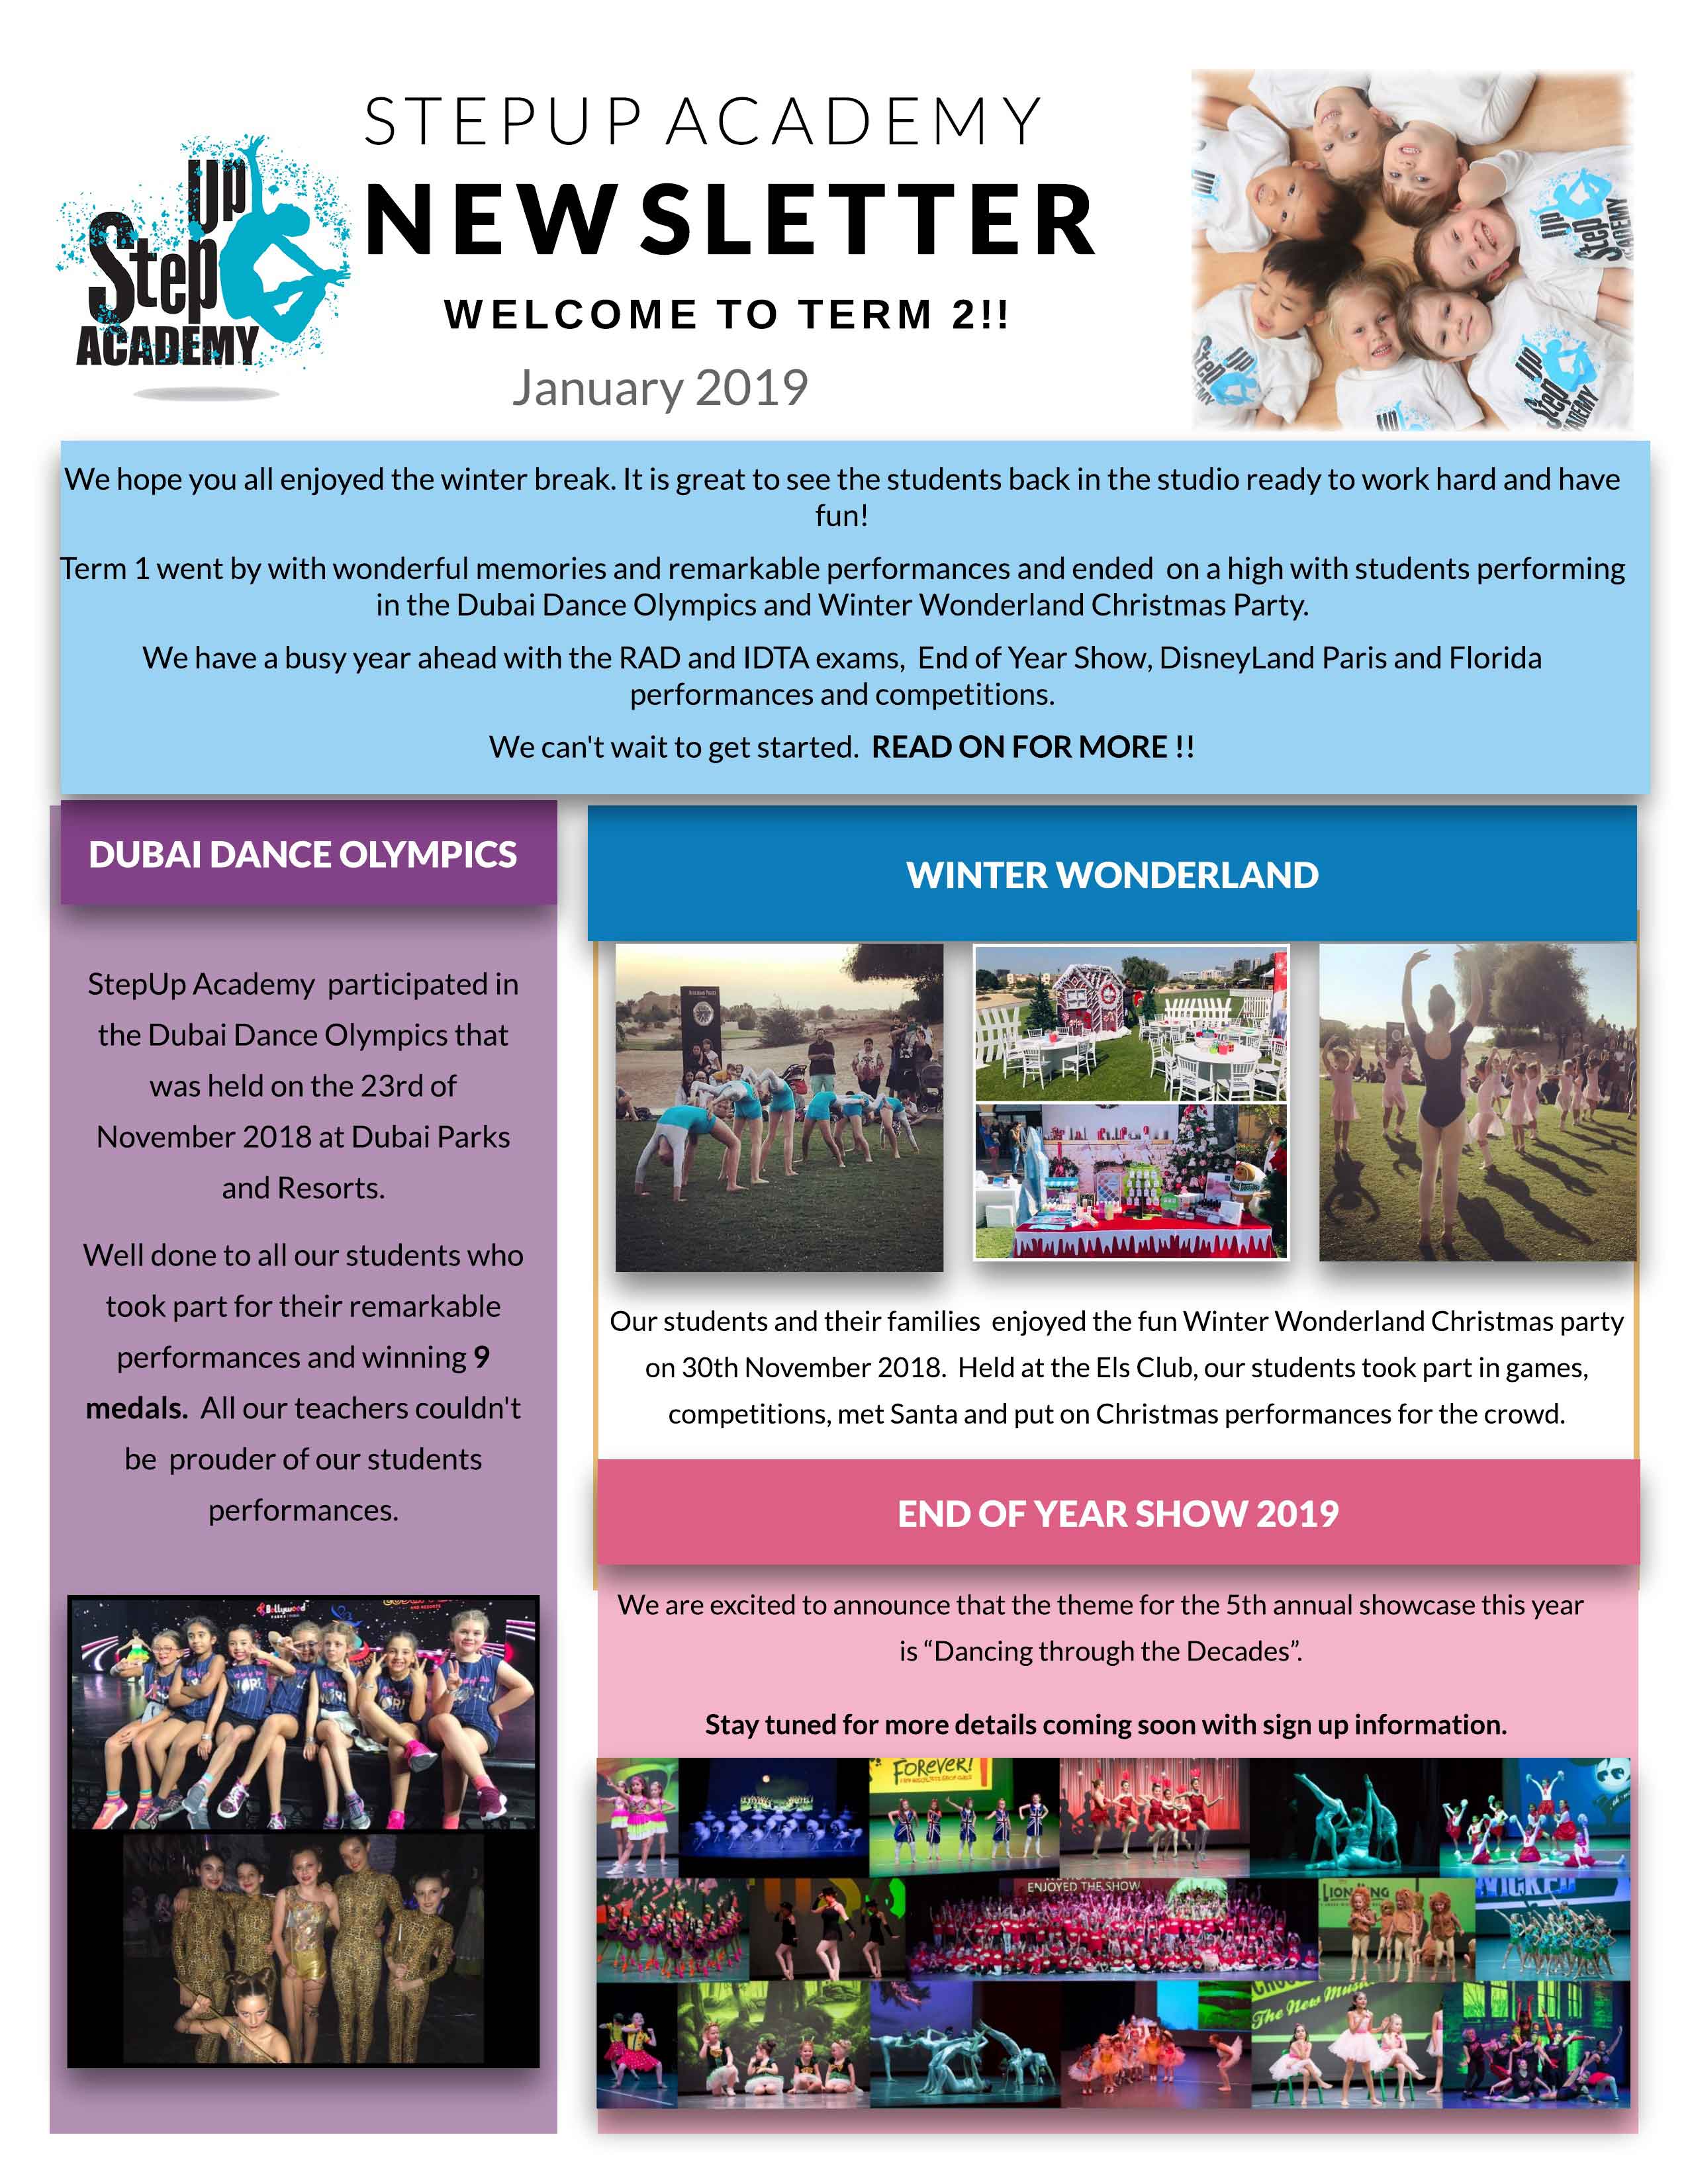 STEPUP ACADEMY
NEWSLETTER
WELCOME TO TERM 2!!
January 2019
Step Up
ACADEMY
We hope you all enjoyed the winter break. It is great to see the students back in the studio ready to work hard and have
fun!
Term 1 went by with wonderful memories and remarkable performances and ended on a high with students performing
in the Dubai Dance Olympics and Winter Wonderland Christmas Party.
We have a busy year ahead with the RAD and IDTA exams, End of Year Show, DisneyLand Paris and Florida
performances and competitions.
We can't wait to get started. READ ON FOR MORE !!
DUBAI DANCE OLYMPICS
StepUp Academy participated in
the Dubai Dance Olympics that
was held on the 23rd of
November 2018 at Dubai Parks
and Resorts.
Well done to all our students who
took part for their remarkable
performances and winning 9
medals. All our teachers couldn't
be prouder of our students
performances.
Bollywood
WINTER WONDERLAND
Our students and their families enjoyed the fun Winter Wonderland Christmas party
on 30th November 2018. Held at the Els Club, our students took part in games,
competitions, met Santa and put on Christmas performances for the crowd.
END OF YEAR SHOW 2019
We are excited to announce that the theme for the 5th annual showcase this year
is “Dancing through the Decades”.
Stay tuned for more details coming soon with sign up information.
FOREVER!
ENJOYED THE SHOW
LION KING
WICKED
The New Musi